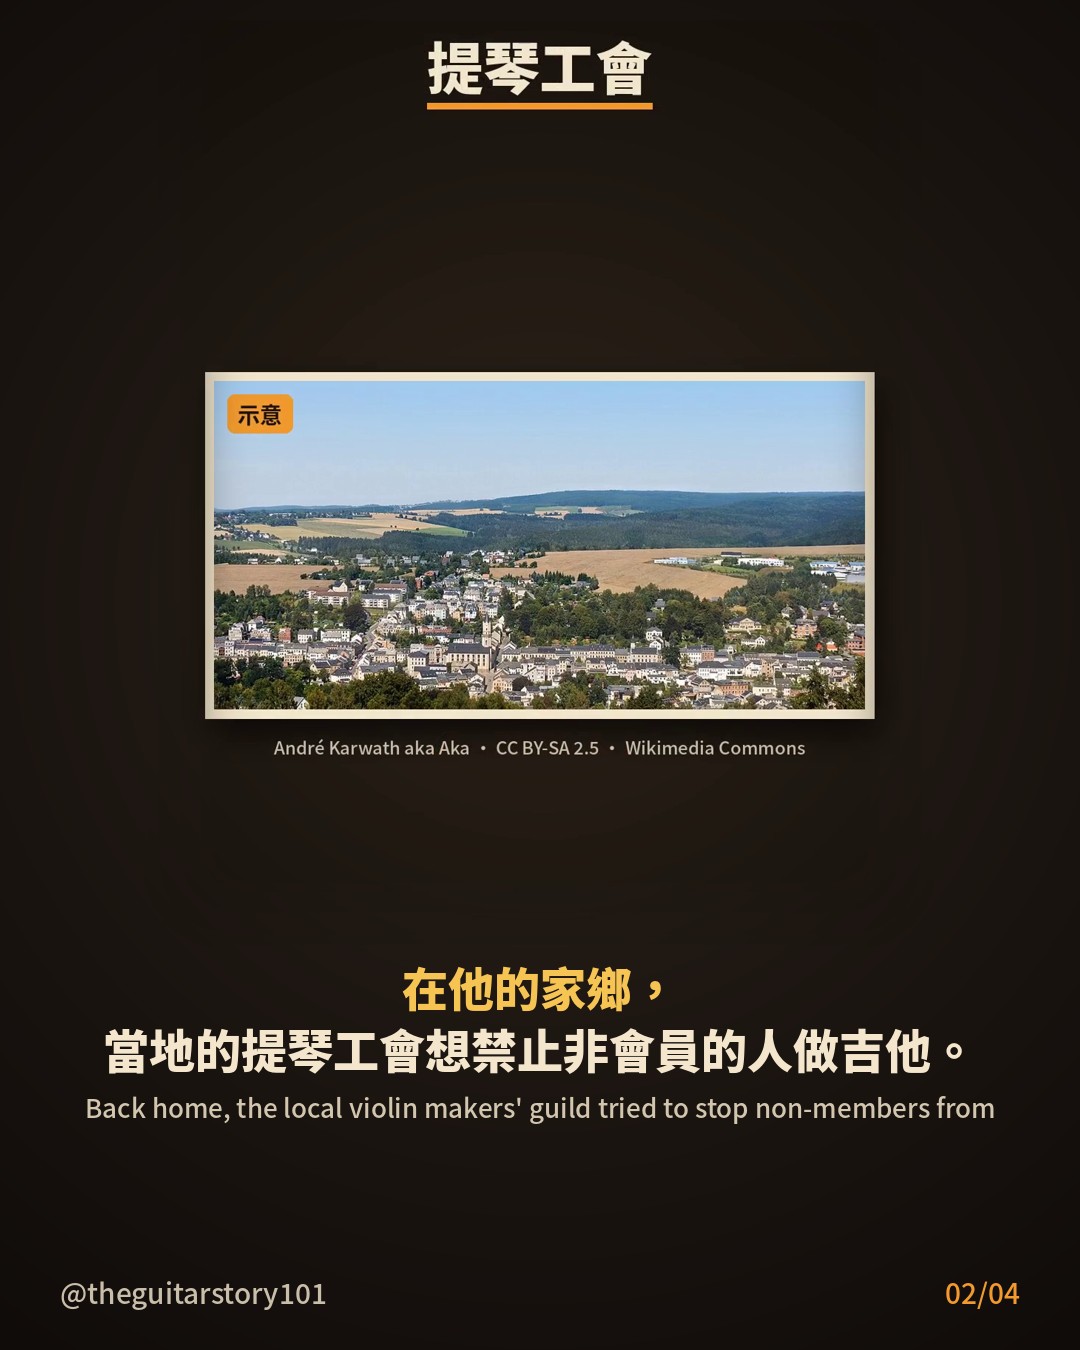 提琴工會
示意
André Karwath aka Aka • CC BY-SA 2.5 • Wikimedia Commons
在他的家鄉，
當地的提琴工會想禁止非會員的人做吉他。
Back home, the local violin makers' guild tried to stop non-members from
@theguitarstory101
02/04